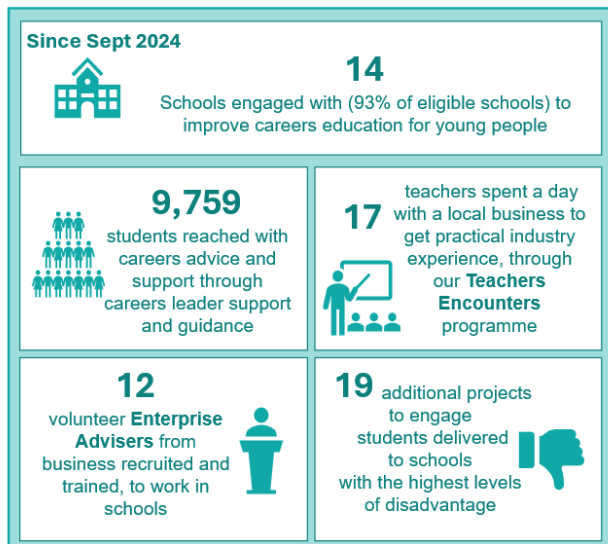 Since Sept 2024
14
Schools engaged with (93% of eligible schools) to
improve careers education for young people
9,759
students reached with
careers advice and
support through
careers leader support
and guidance
17
teachers spent a day
with a local business to
get practical industry
experience, through
our Teachers
Encounters
programme
12
volunteer Enterprise
Advisers from
business recruited and
trained, to work in
schools
19 additional projects
to engage
students delivered
to schools
with the highest levels
of disadvantage